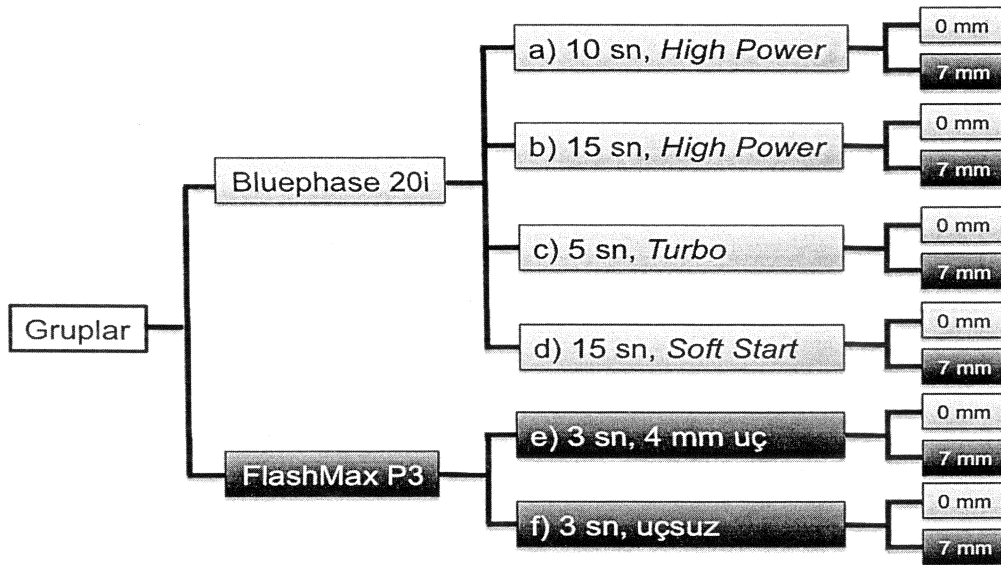 Gruplar
Bluephase 20i
a) 10 sn, High Power
0 mm
7 mm
b) 15 sn, High Power
0 mm
7 mm
c) 5 sn, Turbo
0 mm
7 mm
d) 15 sn, Soft Start
0 mm
7 mm
FlashMax P3
e) 3 sn, 4 mm uç
0 mm
7 mm
f) 3 sn, uçsuz
0 mm
7 mm